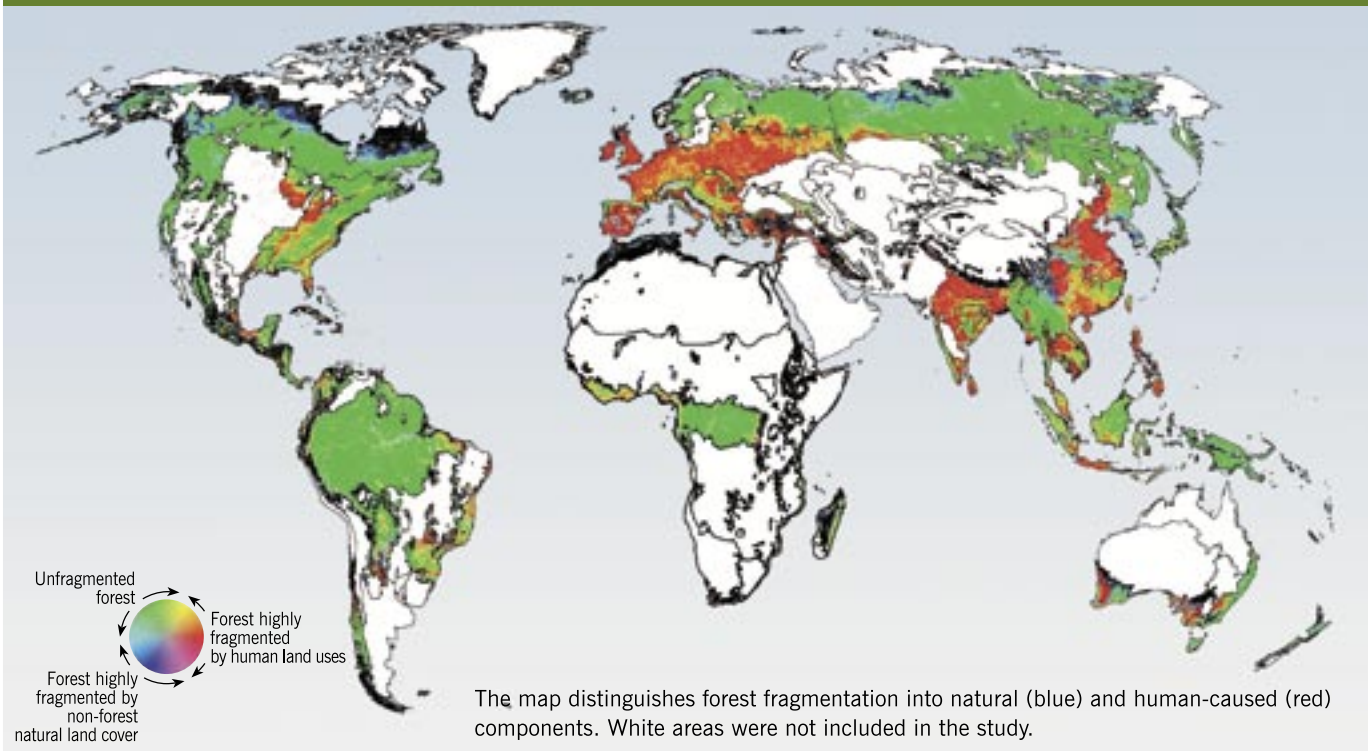 Unfragmented
forest
Forest highly
fragmented
by human land uses
Forest highly
fragmented by
non-forest
natural land cover
The map distinguishes forest fragmentation into natural (blue) and human-caused (red)
components. White areas were not included in the study.